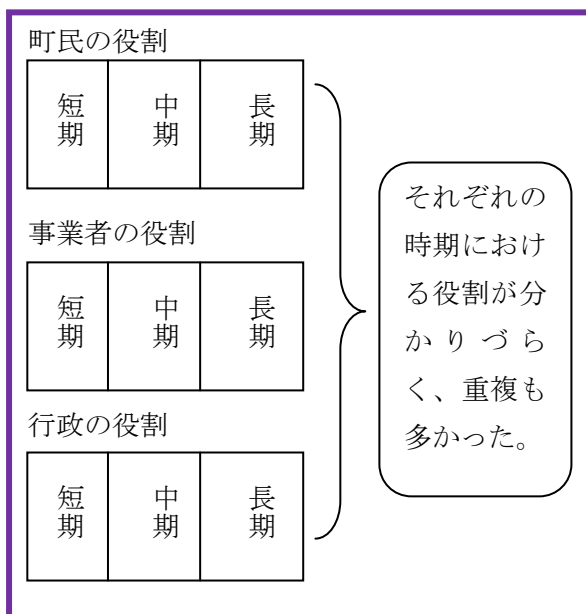 町民の役割
短期 中期 長期
事業者の役割
短期 中期 長期
行政の役割
短期 中期 長期
それぞれの
時期におけ
る役割が分
かりづら
く、重複も
多かった。